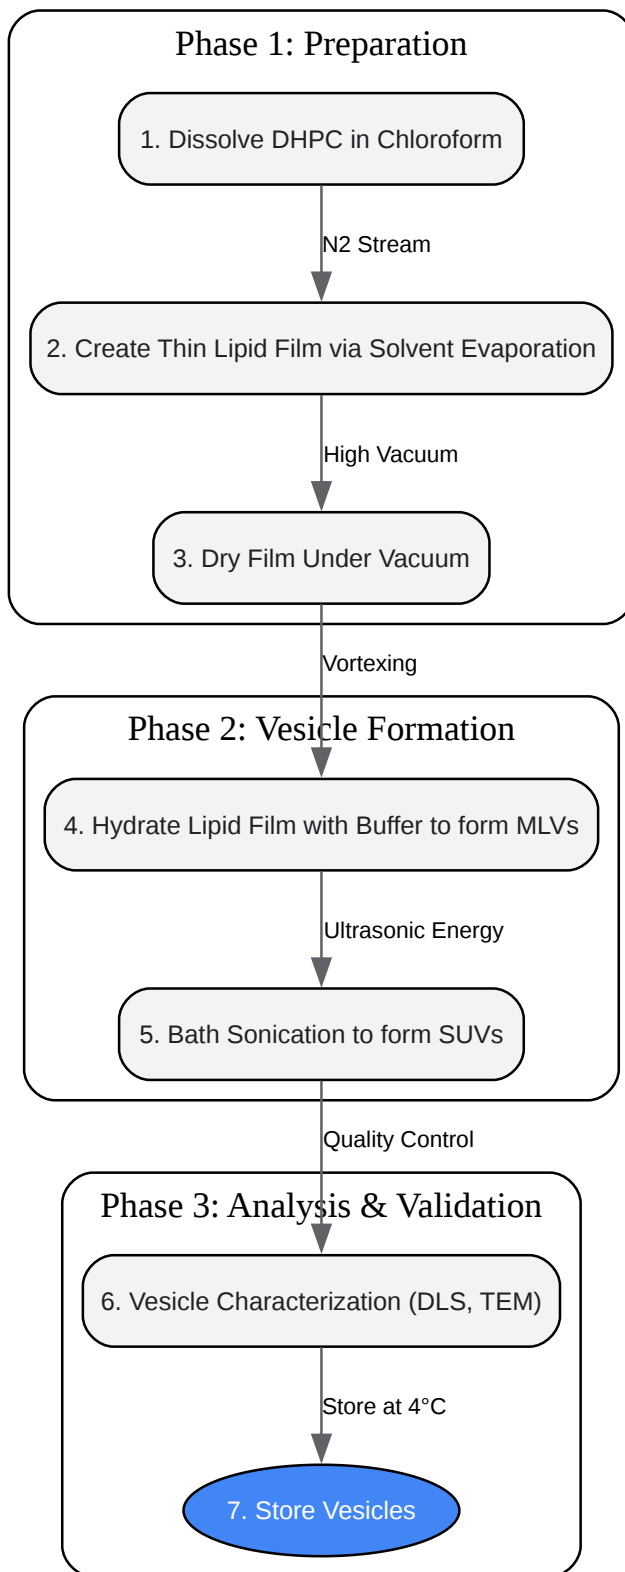 Phase 1: Preparation
1. Dissolve DHPC in Chloroform
N2 Stream
2. Create Thin Lipid Film via Solvent Evaporation
High Vacuum
3. Dry Film Under Vacuum
Vortexing
Phase 2: Vesicle Formation
4. Hydrate Lipid Film with Buffer to form MLVs
Ultrasonic Energy
5. Bath Sonication to form SUVs
Quality Control
Phase 3: Analysis & Validation
6. Vesicle Characterization (DLS, TEM)
Store at 4°C
7. Store Vesicles